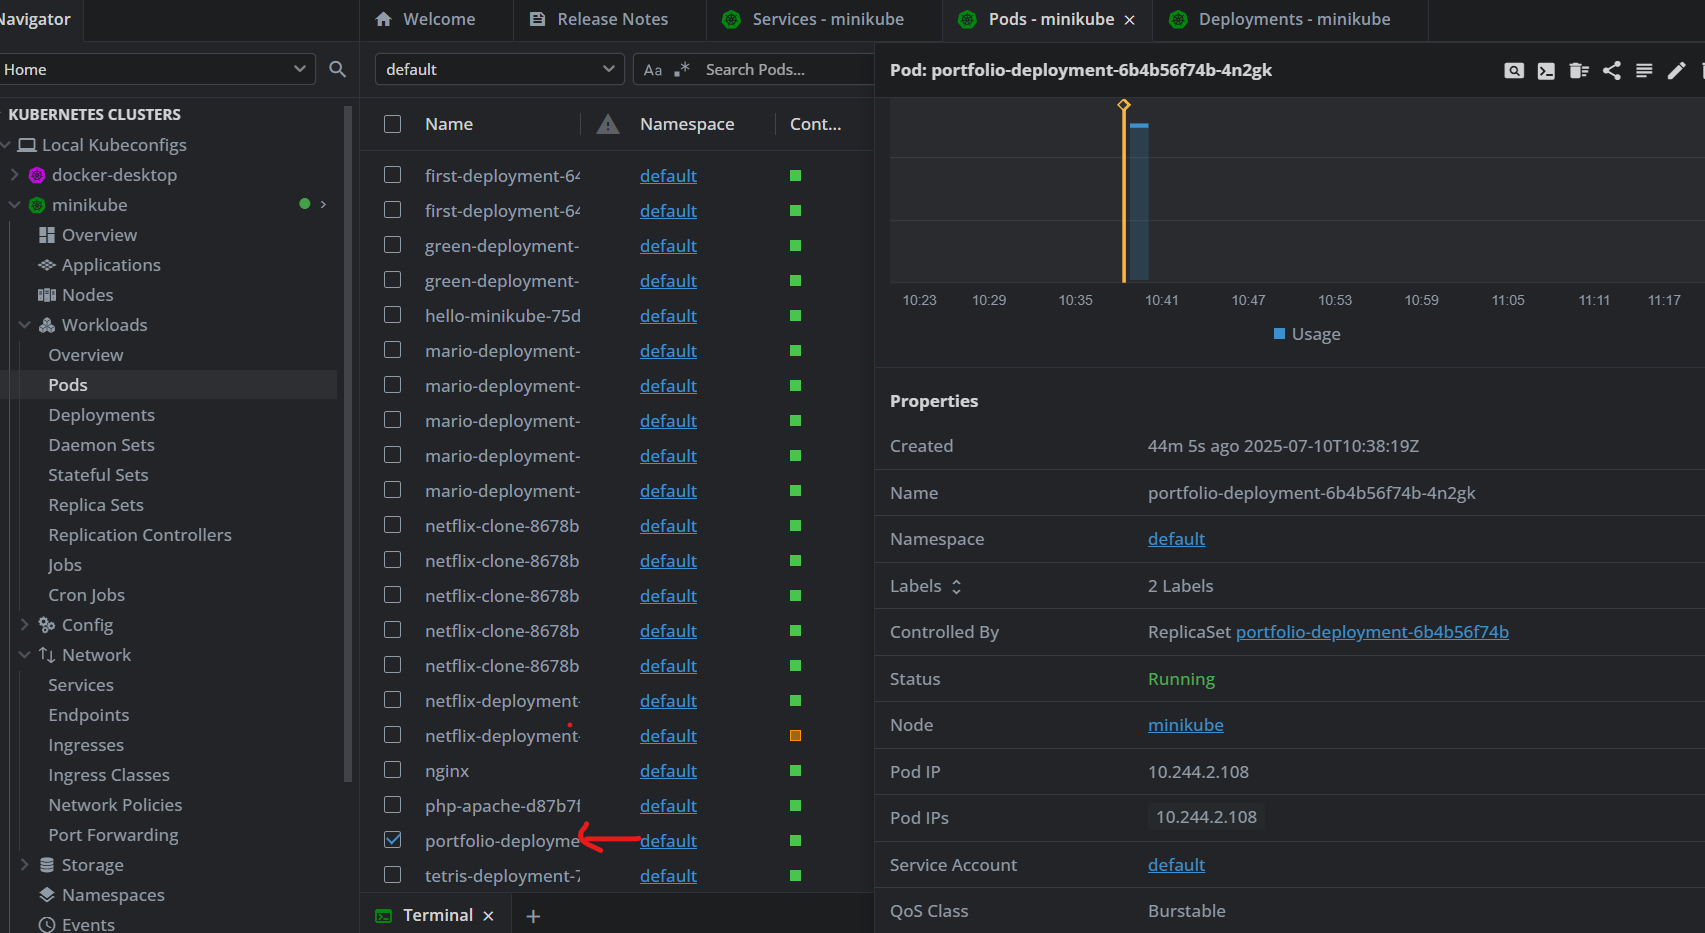 Navigator
Welcome
Release Notes
Services - minikube
Pods - minikube
Deployments - minikube
Home
default
Aa .* Search Pods...
Pod: portfolio-deployment-6b4b56f74b-4n2gk
KUBERNETES CLUSTERS
Local Kubeconfigs
docker-desktop
minikube
Overview
Applications
Nodes
Workloads
Overview
Pods
Deployments
Daemon Sets
Stateful Sets
Replica Sets
Replication Controllers
Jobs
Cron Jobs
Config
Network
Services
Endpoints
Ingresses
Ingress Classes
Network Policies
Port Forwarding
Storage
Namespaces
Events
Name Namespace Cont...
first-deployment-64 default
first-deployment-64 default
green-deployment- default
green-deployment- default
hello-minikube-75d default
mario-deployment- default
mario-deployment- default
mario-deployment- default
mario-deployment- default
mario-deployment- default
netflix-clone-8678b default
netflix-clone-8678b default
netflix-clone-8678b default
netflix-clone-8678b default
netflix-clone-8678b default
netflix-deployment- default
netflix-deployment- default
nginx default
php-apache-d87b7f default
portfolio-deployme default
tetris-deployment-7 default
Terminal
10:23 10:29 10:35 10:41 10:47 10:53 10:59 11:05 11:11 11:17
Usage
Properties
Created 44m 5s ago 2025-07-10T10:38:19Z
Name portfolio-deployment-6b4b56f74b-4n2gk
Namespace default
Labels 2 Labels
Controlled By ReplicaSet portfolio-deployment-6b4b56f74b
Status Running
Node minikube
Pod IP 10.244.2.108
Pod IPs 10.244.2.108
Service Account default
QoS Class Burstable